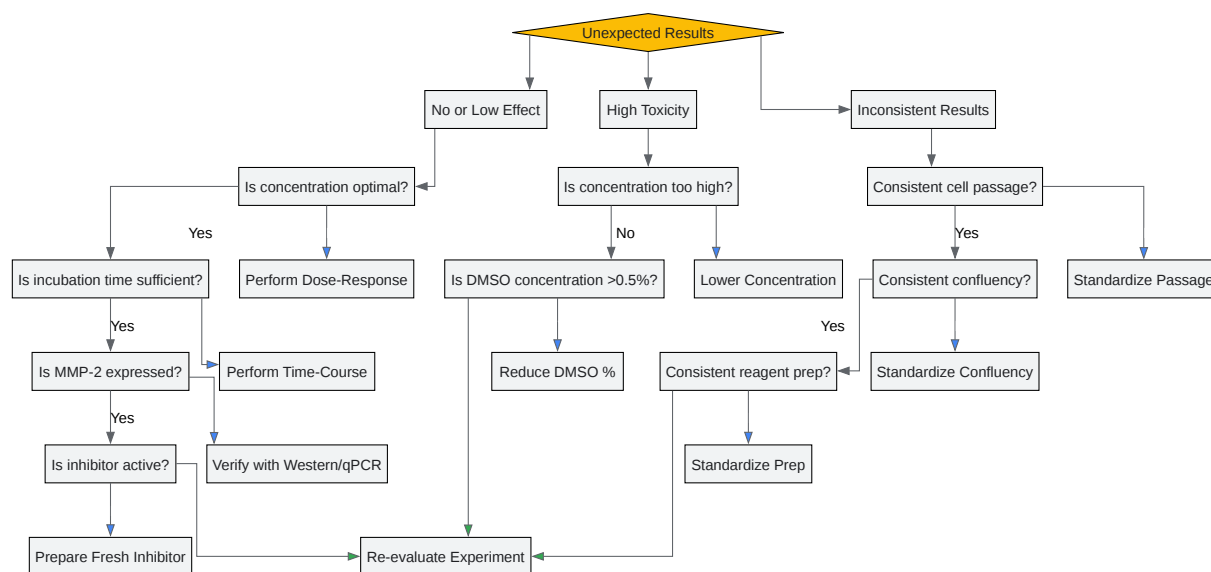 Unexpected Results
No or Low Effect
High Toxicity
Inconsistent Results
Is concentration optimal?
Is concentration too high?
Consistent cell passage?
Yes
No
Yes
Is incubation time sufficient?
Perform Dose-Response
Is DMSO concentration >0.5%?
Lower Concentration
Consistent confluency?
Standardize Passage
Yes
Yes
Is MMP-2 expressed?
Perform Time-Course
Reduce DMSO %
Consistent reagent prep?
Standardize Confluency
Yes
Is inhibitor active?
Verify with Western/qPCR
Standardize Prep
Prepare Fresh Inhibitor
Re-evaluate Experiment